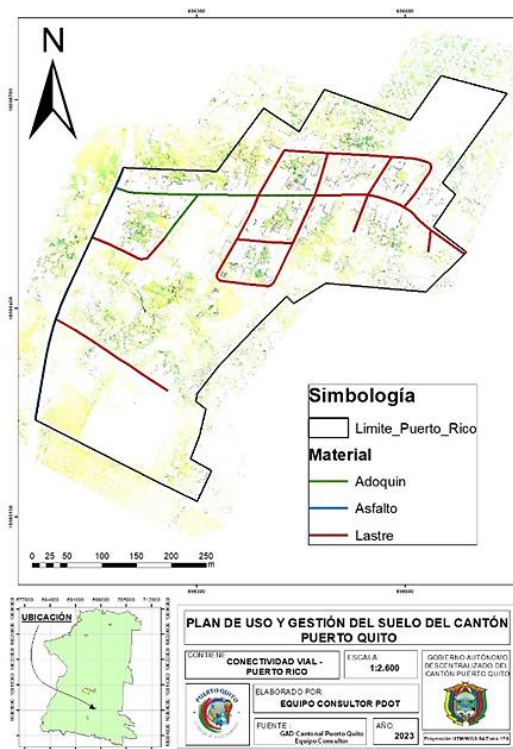 N
Simbología
Limite_Puerto_Rico
Material
Adoquin
Asfalto
Lastre
0 25 50 100 150 200 250
m
UBICACIÓN
PLAN DE USO Y GESTIÓN DEL SUELO DEL CANTÓN
PUERTO QUITO
CONTIENE
CONECTIVIDAD VIAL -
PUERTO RICO
ESCALA
1:2.600
GOBIERNO AUTÓNOMO
DESCENTRALIZADO DEL
CANTÓN PUERTO QUITO
PUERTO QUITO
ELABORADO POR:
EQUIPO CONSULTOR PDOT
FUENTE :
GAD Cantonal Puerto Quito
Equipo Consultor
AÑO.
2023